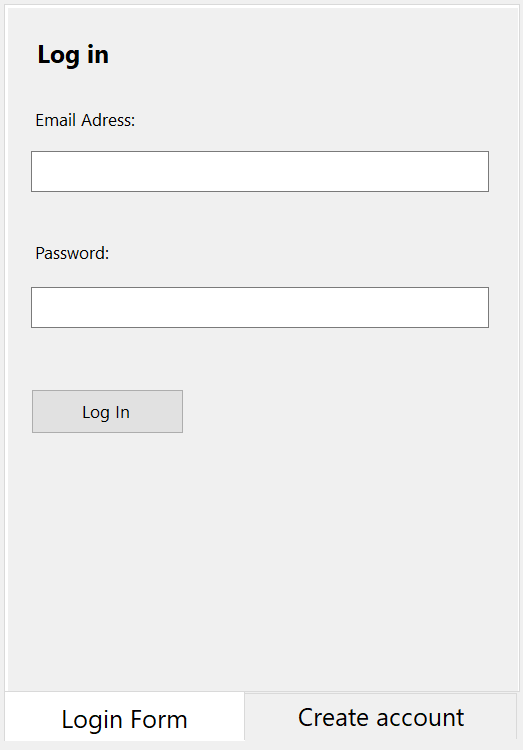 Log in
Email Adress:
Password:
Log In
Login Form
Create account